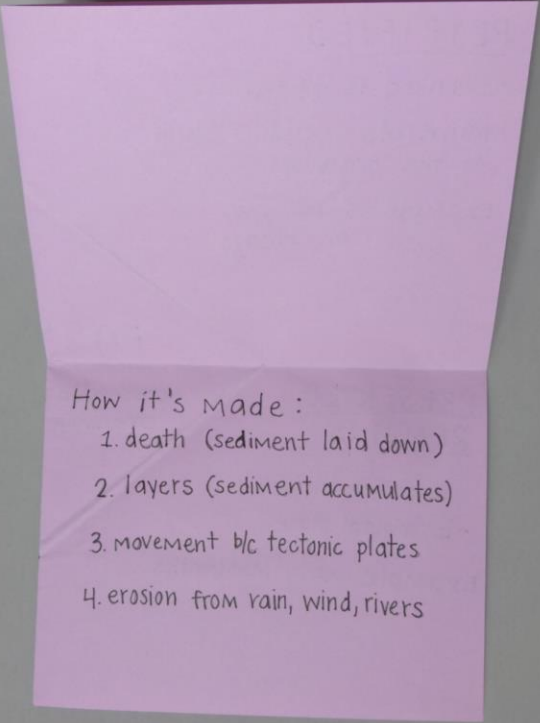 How it's made:
1. death (sediment laid down)
2. layers (sediment accumulates)
3. movement b/c tectonic plates
4. erosion from rain, wind, rivers